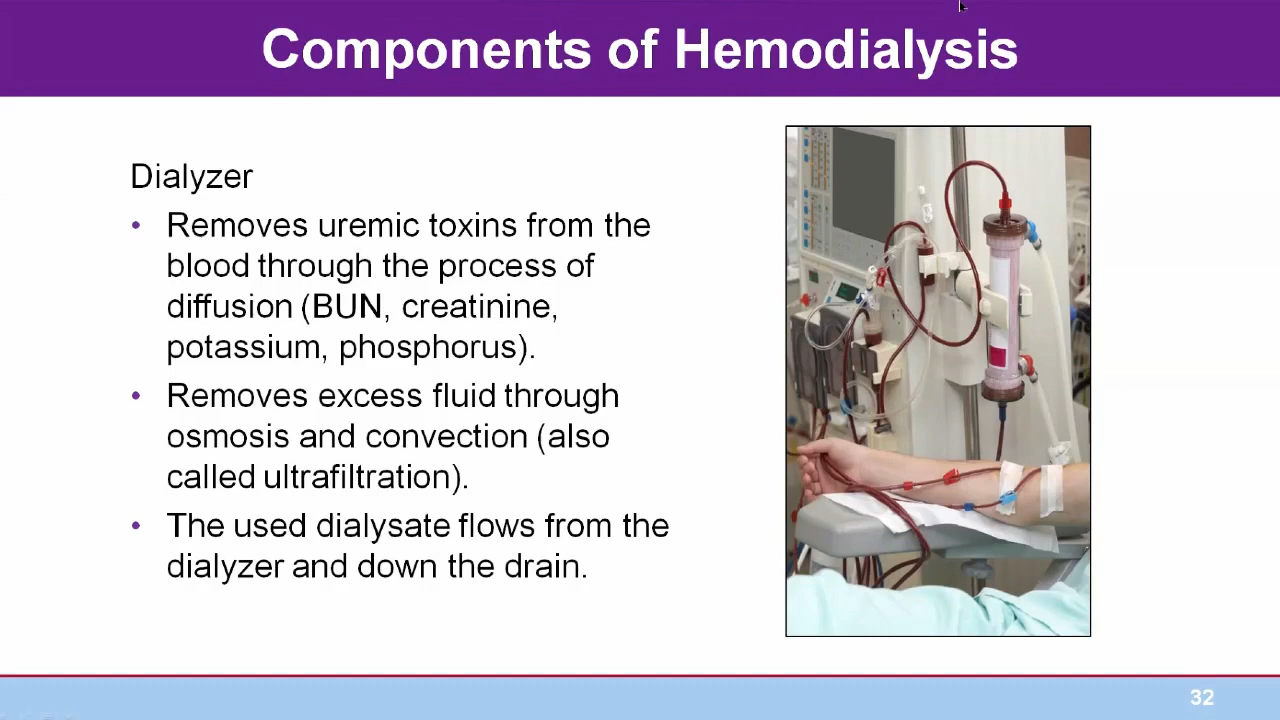 Components of Hemodialysis
Dialyzer
• Removes uremic toxins from the
blood through the process of
diffusion (BUN, creatinine,
potassium, phosphorus).
• Removes excess fluid through
osmosis and convection (also
called ultrafiltration).
• The used dialysate flows from the
dialyzer and down the drain.
32